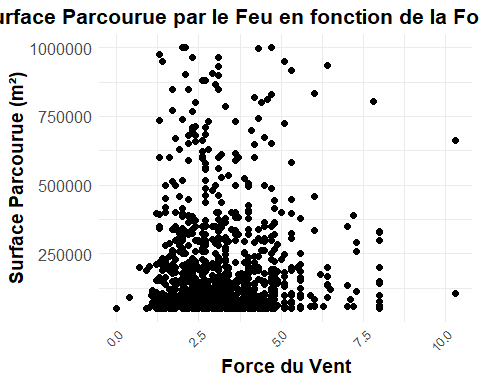 urface Parcourue par le Feu en fonction de la Fo
1000000
750000
500000
250000
Surface Parcourue (m²)
0.0 2.5 5.0 7.5 10.0
Force du Vent